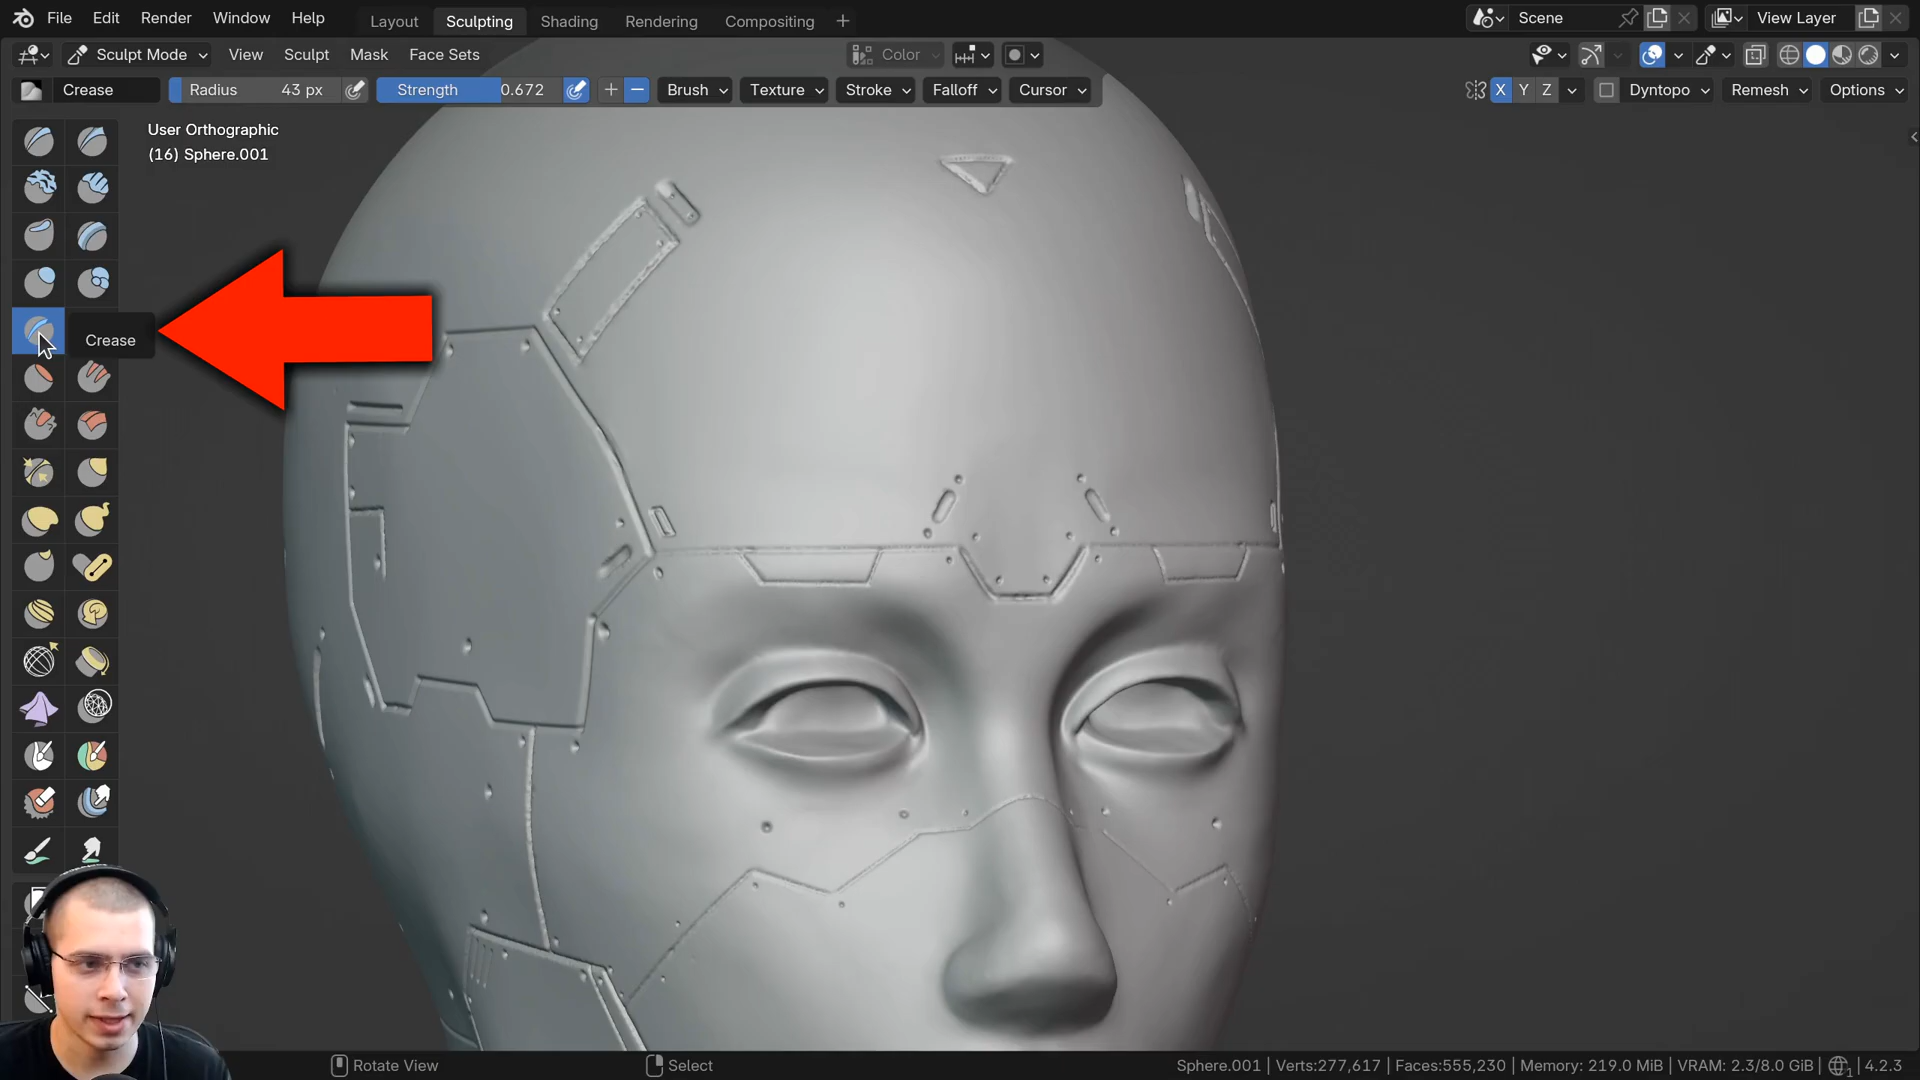 File Edit Render Window Help Layout Sculpting Shading Rendering Compositing + Scene View Layer
Sculpt Mode View Sculpt Mask Face Sets Color
Crease Radius 43 px Strength 0.672 + − Brush Texture Stroke Falloff Cursor X Y Z Dyntopo Remesh Options
User Orthographic
(16) Sphere.001
Crease
Rotate View Select Sphere.001 | Verts:277,617 | Faces:555,230 | Memory: 219.0 MiB | VRAM: 2.3/8.0 GiB | 1 | 4.2.3